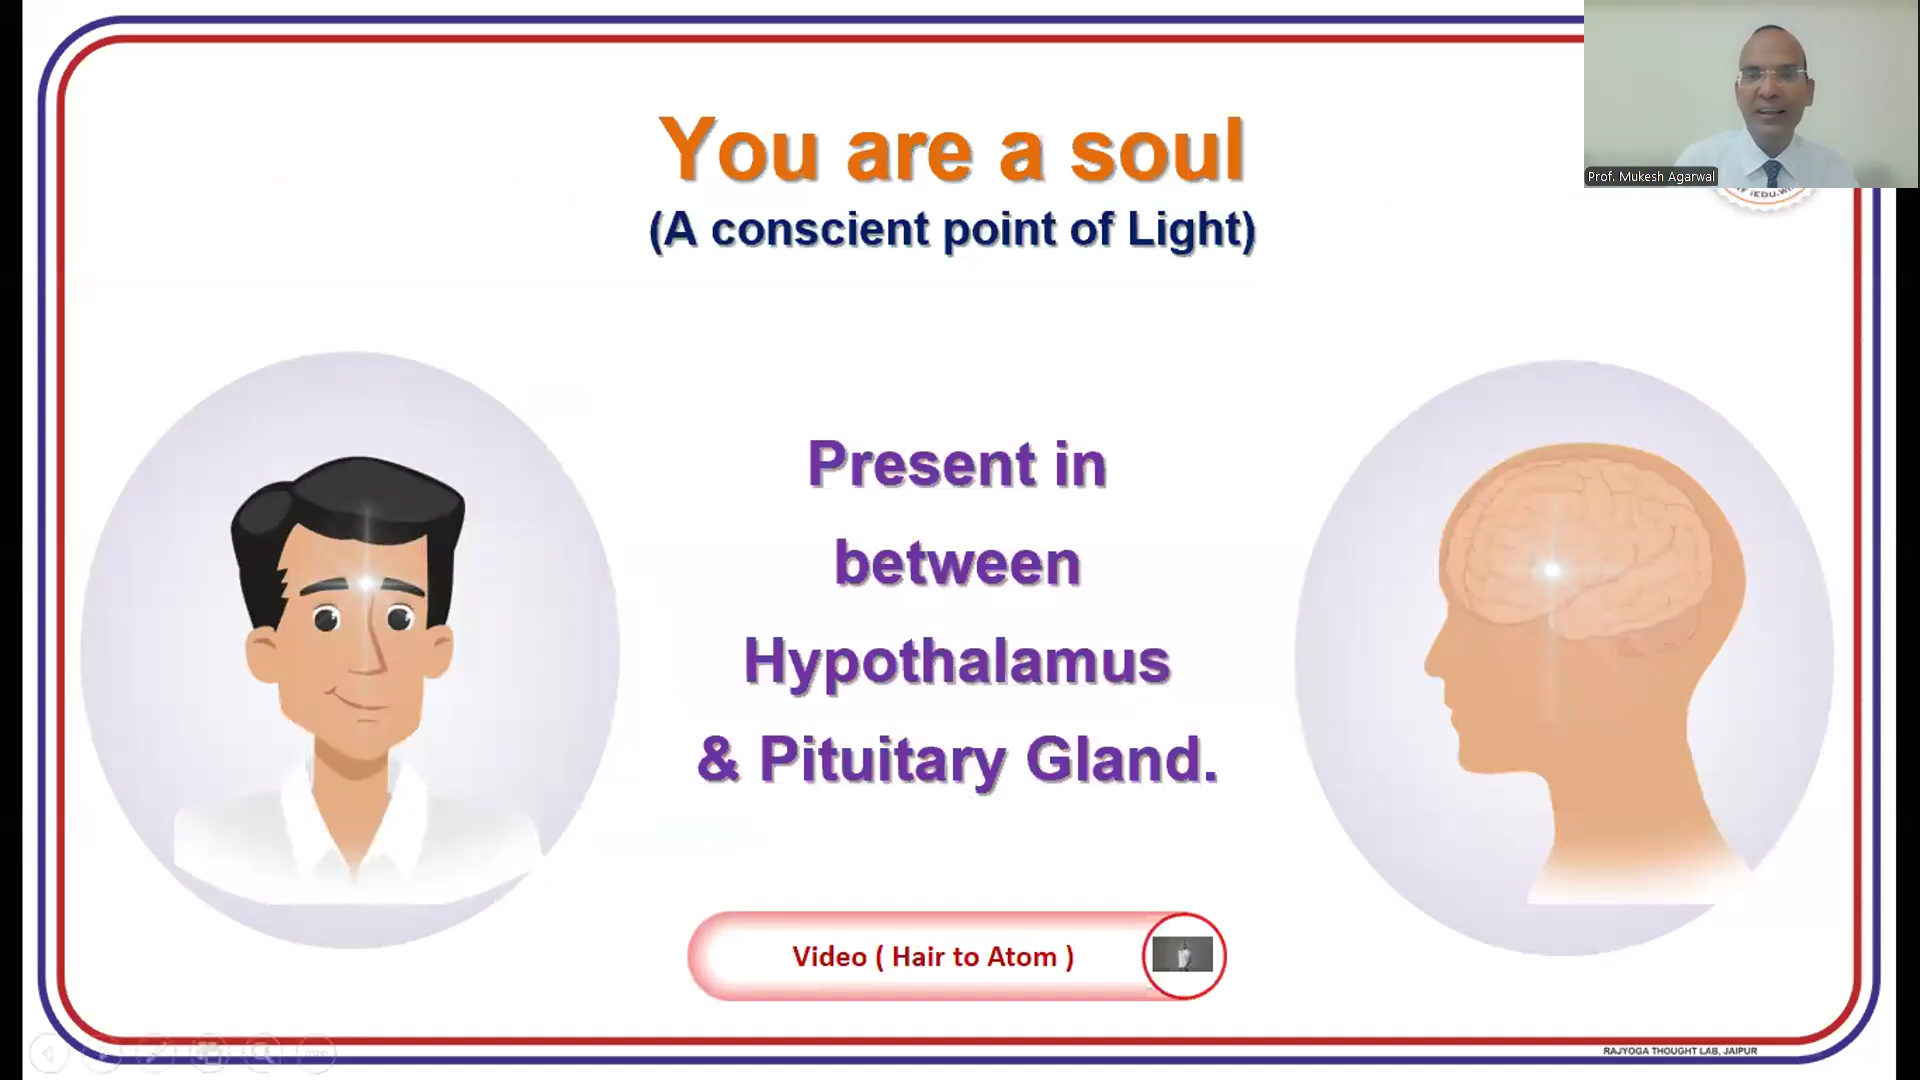 You are a soul
(A conscient point of Light)
Prof. Mukesh Agarwal
Present in
between
Hypothalamus
& Pituitary Gland.
Video ( Hair to Atom )
RAJYOGA THOUGHT LAB, JAIPUR